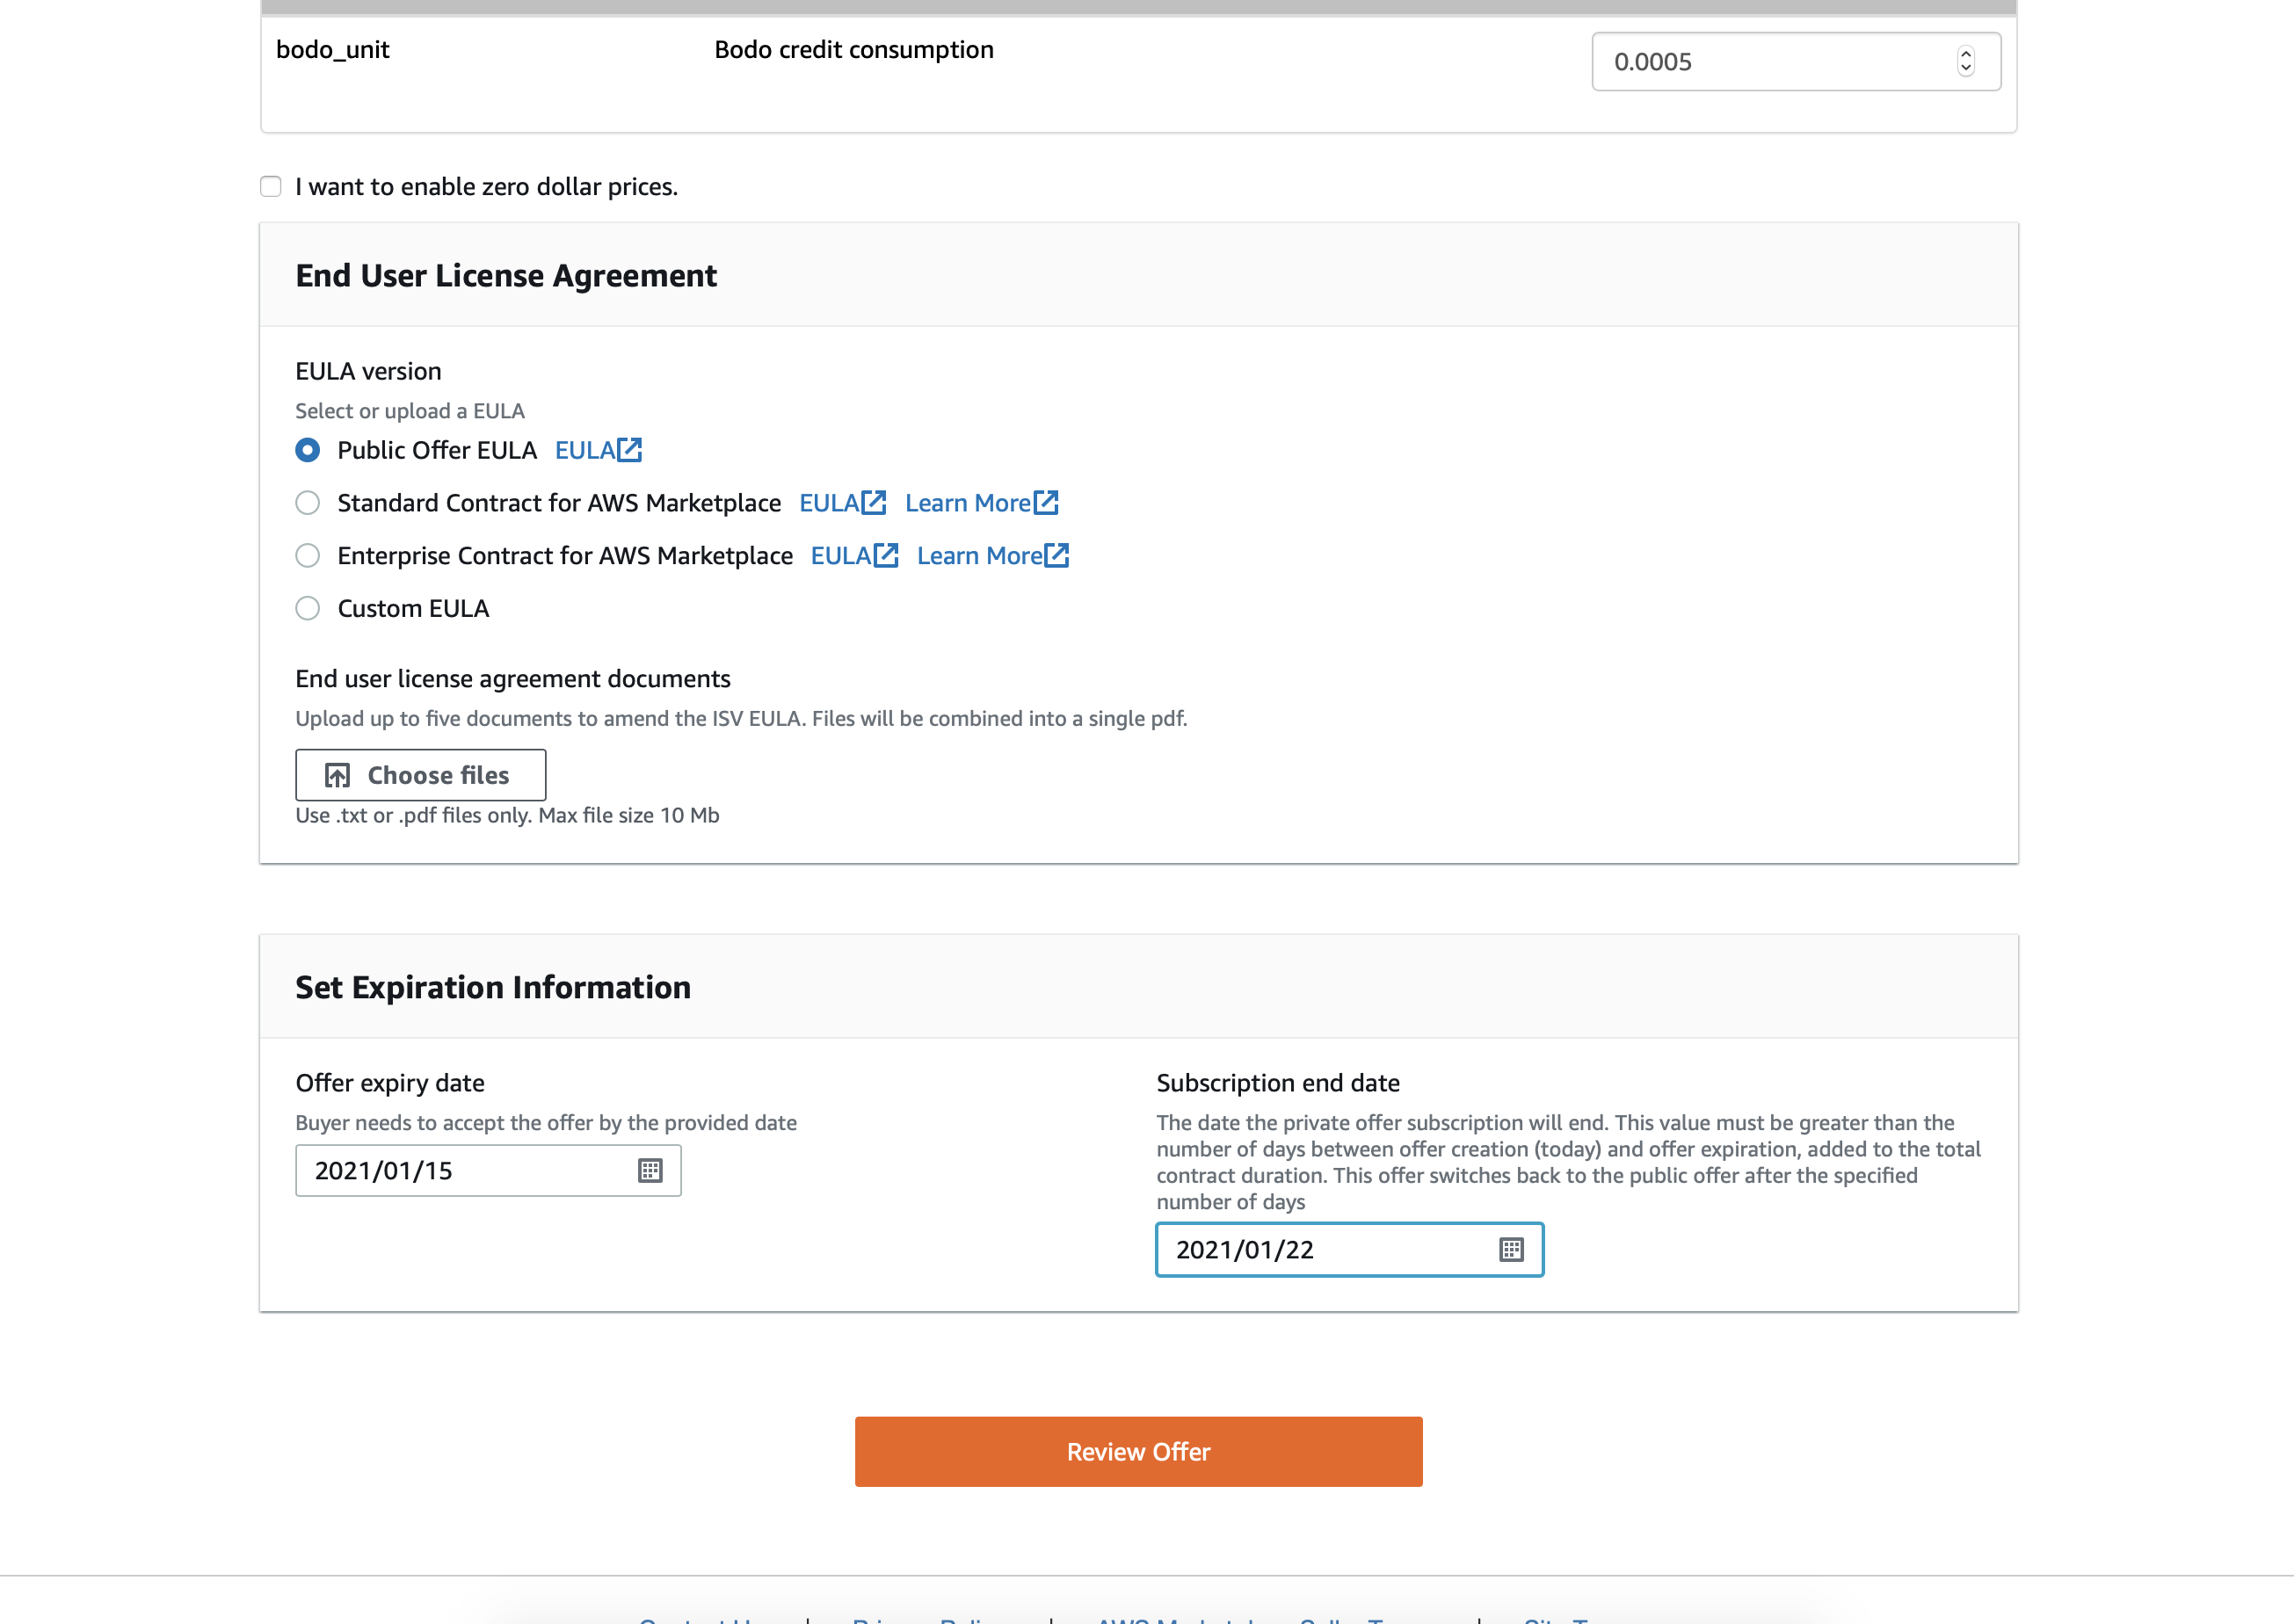 bodo_unit Bodo credit consumption 0.0005
I want to enable zero dollar prices.
End User License Agreement
EULA version
Select or upload a EULA
Public Offer EULA EULA
Standard Contract for AWS Marketplace EULA Learn More
Enterprise Contract for AWS Marketplace EULA Learn More
Custom EULA
End user license agreement documents
Upload up to five documents to amend the ISV EULA. Files will be combined into a single pdf.
Choose files
Use .txt or .pdf files only. Max file size 10 Mb
Set Expiration Information
Offer expiry date
Buyer needs to accept the offer by the provided date
2021/01/15
Subscription end date
The date the private offer subscription will end. This value must be greater than the
number of days between offer creation (today) and offer expiration, added to the total
contract duration. This offer switches back to the public offer after the specified
number of days
2021/01/22
Review Offer